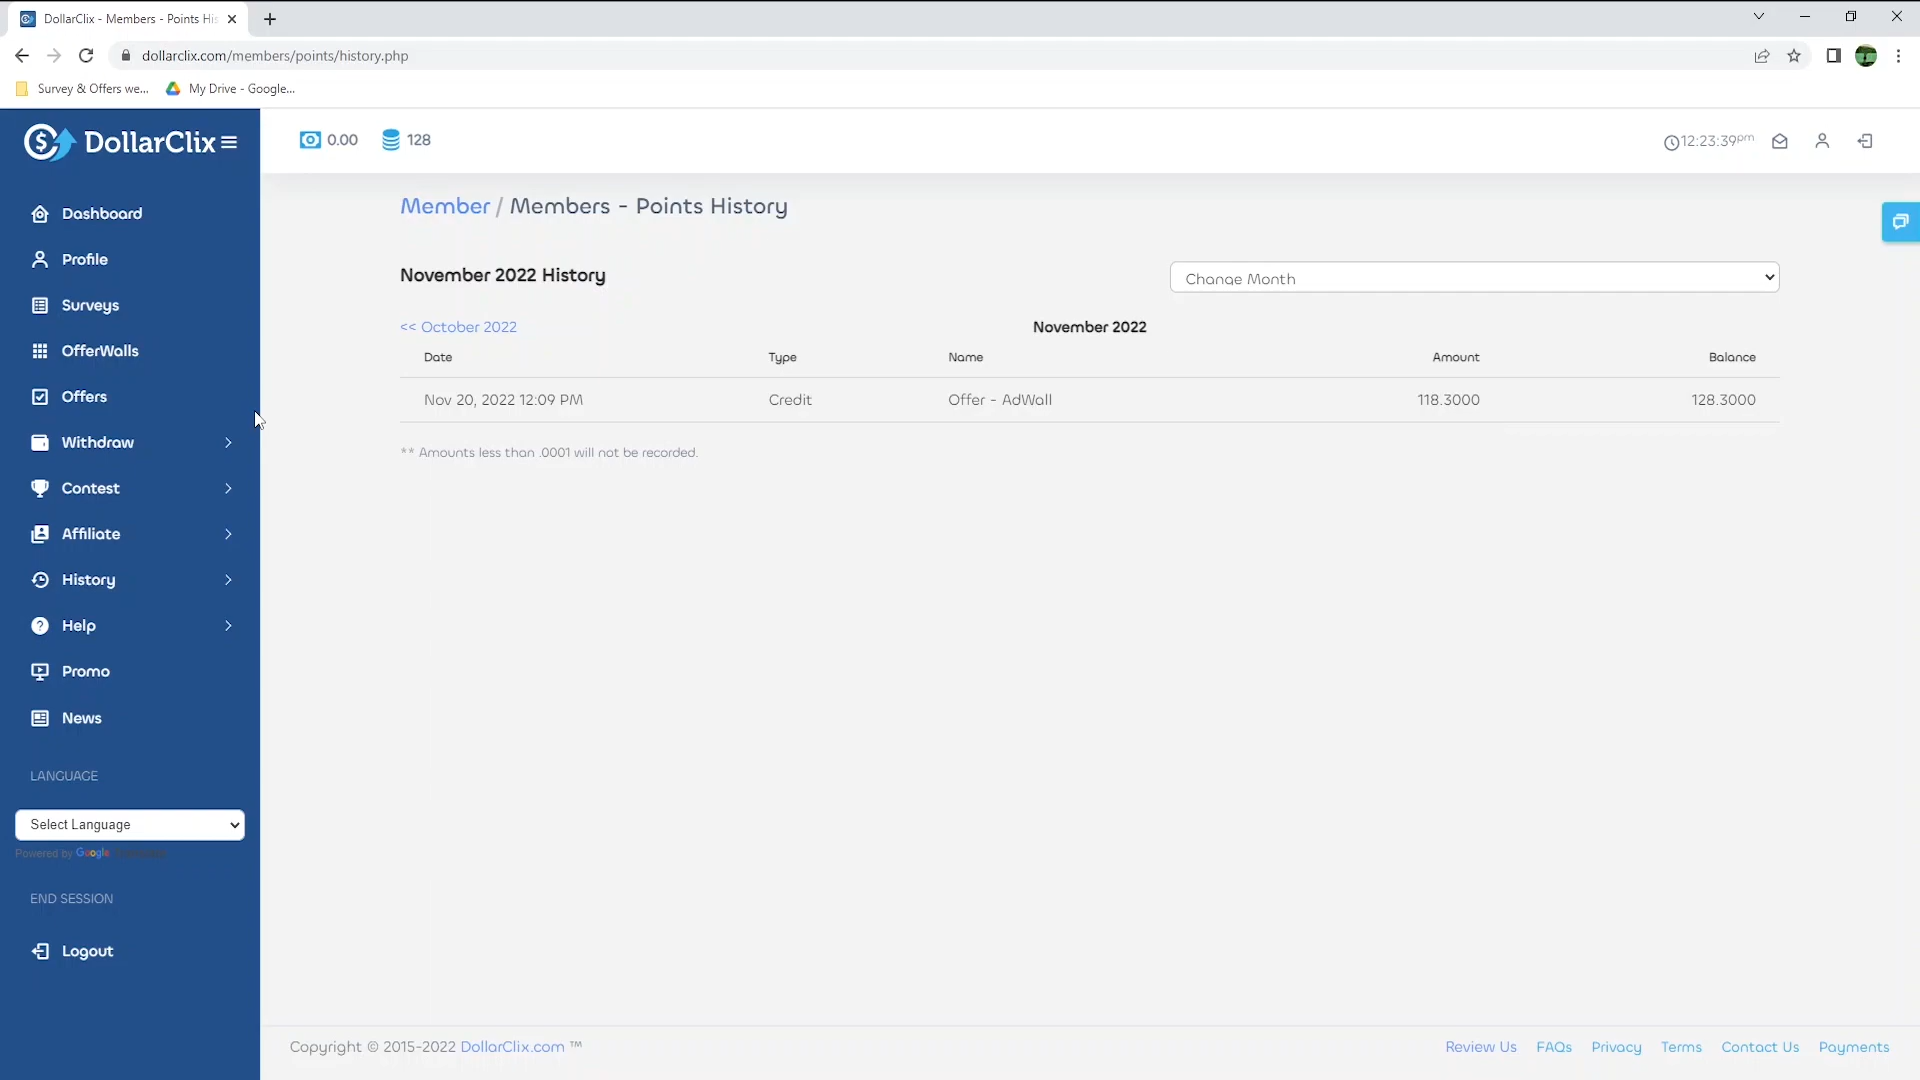 DollarClix - Members - Points His
dollarclix.com/members/points/history.php
Survey & Offers we...
My Drive - Google...
DollarClix
0.00
128
12:23:39pm
Dashboard
Profile
Surveys
OfferWalls
Offers
Withdraw
Contest
Affiliate
History
Help
Promo
News
LANGUAGE
Select Language
Powered by Google
END SESSION
Logout
Member / Members - Points History
November 2022 History
Change Month
<< October 2022
November 2022
Date Type Name Amount Balance
Nov 20, 2022 12:09 PM Credit Offer - AdWall 118.3000 128.3000
** Amounts less than .0001 will not be recorded.
Copyright © 2015-2022 DollarClix.com ™
Review Us FAQs Privacy Terms Contact Us Payments